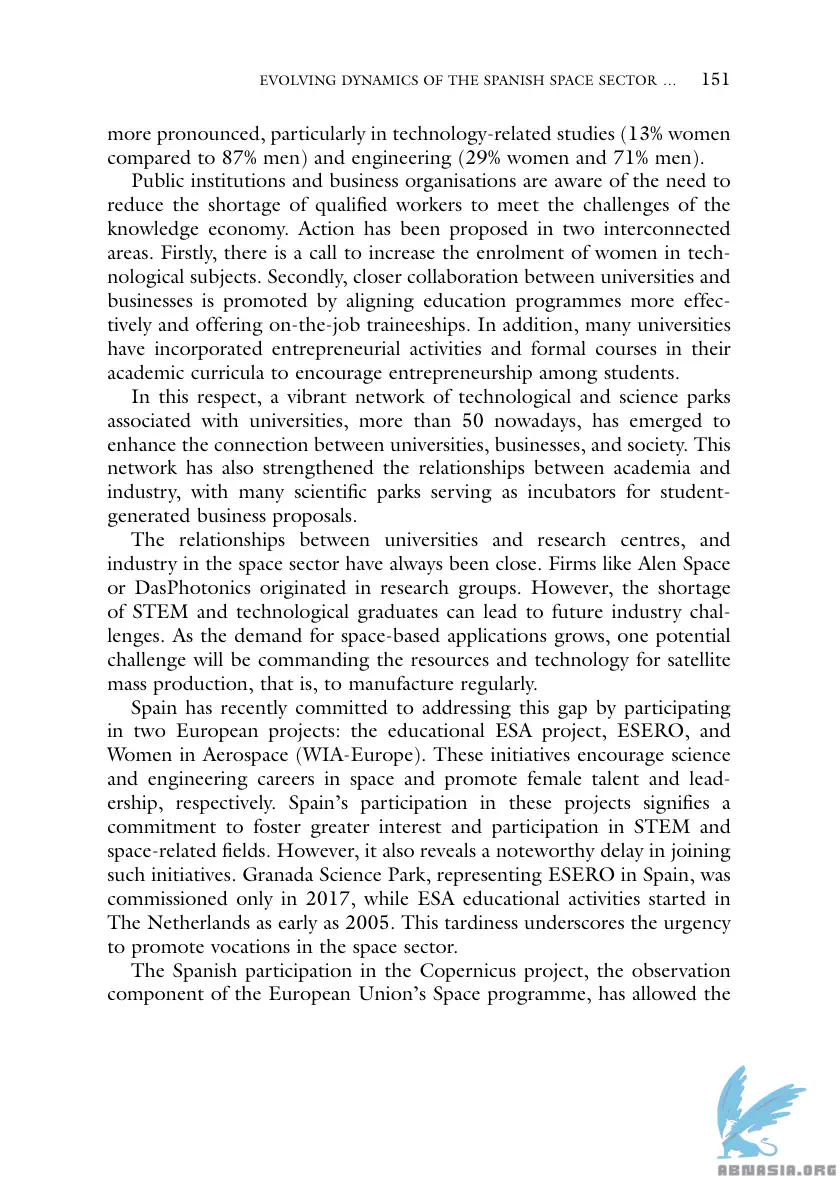 EVOLVING DYNAMICS OF THE SPANISH SPACE SECTOR ... 151
more pronounced, particularly in technology-related studies (13% women
compared to 87% men) and engineering (29% women and 71% men).
Public institutions and business organisations are aware of the need to
reduce the shortage of qualified workers to meet the challenges of the
knowledge economy. Action has been proposed in two interconnected
areas. Firstly, there is a call to increase the enrolment of women in tech-
nological subjects. Secondly, closer collaboration between universities and
businesses is promoted by aligning education programmes more effec-
tively and offering on-the-job traineeships. In addition, many universities
have incorporated entrepreneurial activities and formal courses in their
academic curricula to encourage entrepreneurship among students.
In this respect, a vibrant network of technological and science parks
associated with universities, more than 50 nowadays, has emerged to
enhance the connection between universities, businesses, and society. This
network has also strengthened the relationships between academia and
industry, with many scientific parks serving as incubators for student-
generated business proposals.
The relationships between universities and research centres, and
industry in the space sector have always been close. Firms like Alen Space
or DasPhotonics originated in research groups. However, the shortage
of STEM and technological graduates can lead to future industry chal-
lenges. As the demand for space-based applications grows, one potential
challenge will be commanding the resources and technology for satellite
mass production, that is, to manufacture regularly.
Spain has recently committed to addressing this gap by participating
in two European projects: the educational ESA project, ESERO, and
Women in Aerospace (WIA-Europe). These initiatives encourage science
and engineering careers in space and promote female talent and lead-
ership, respectively. Spain's participation in these projects signifies a
commitment to foster greater interest and participation in STEM and
space-related fields. However, it also reveals a noteworthy delay in joining
such initiatives. Granada Science Park, representing ESERO in Spain, was
commissioned only in 2017, while ESA educational activities started in
The Netherlands as early as 2005. This tardiness underscores the urgency
to promote vocations in the space sector.
The Spanish participation in the Copernicus project, the observation
component of the European Union's Space programme, has allowed the
ABNASIA.ORG